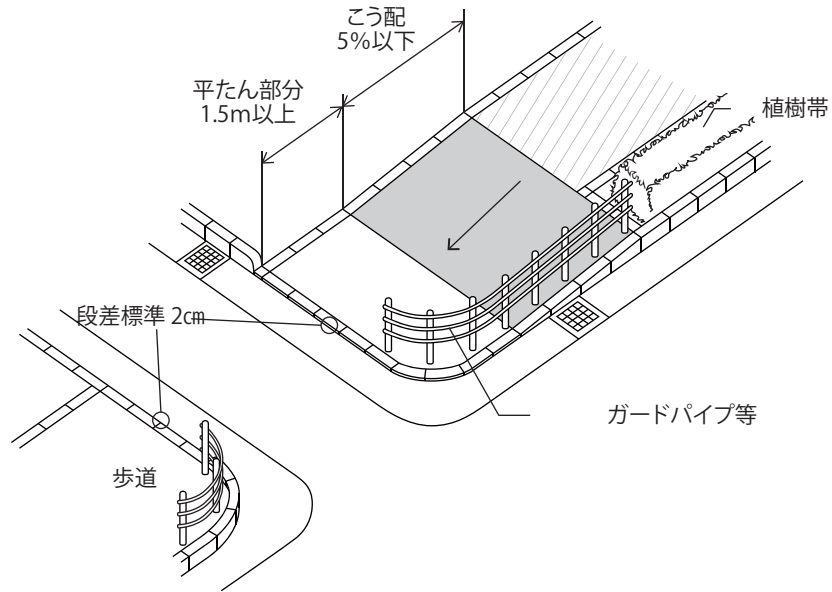 こう配
5%以下
平たん部分
1.5m以上
植樹帯
段差標準 2㎝
ガードパイプ等
歩道